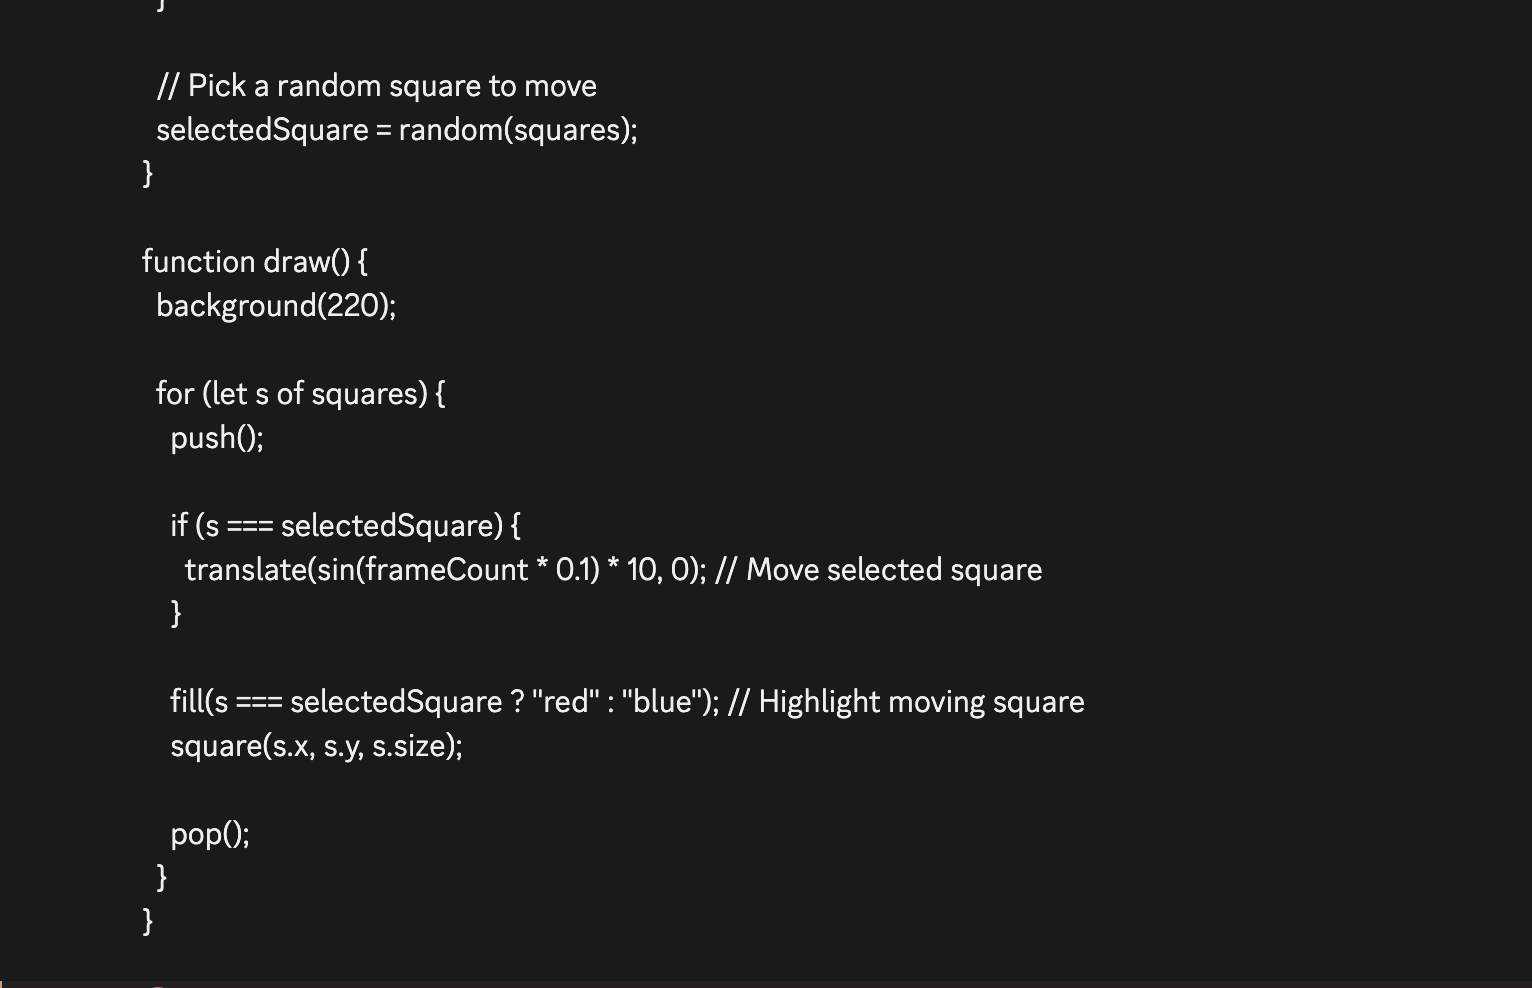 }
// Pick a random square to move
selectedSquare = random(squares);
}
function draw() {
background(220);
for (let s of squares) {
push();
if (s === selectedSquare) {
translate(sin(frameCount * 0.1) * 10, 0); // Move selected square
}
fill(s === selectedSquare ? "red" : "blue"); // Highlight moving square
square(s.x, s.y, s.size);
pop();
}
}